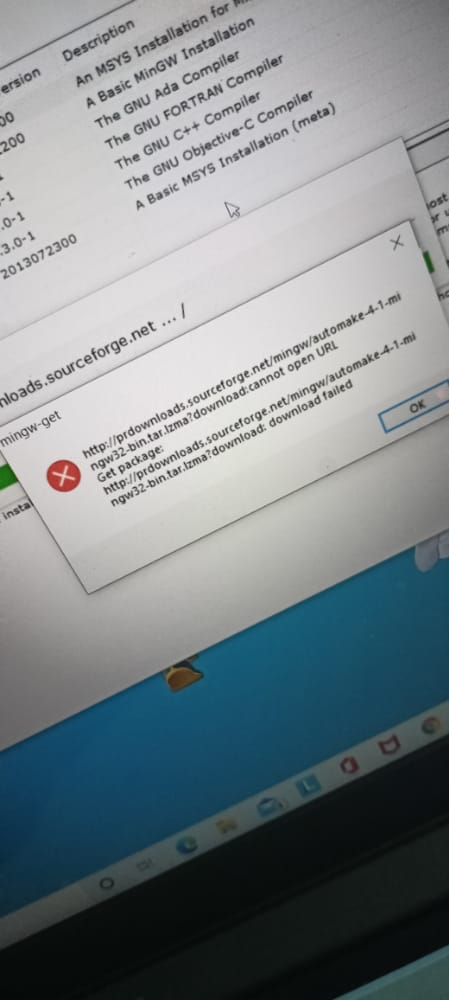 ersion Description
00 An MSYS Installation for
200 A Basic MinGW Installation
The GNU Ada Compiler
-1 The GNU FORTRAN Compiler
.0-1 The GNU C++ Compiler
.3.0-1 The GNU Objective-C Compiler
2013072300 A Basic MSYS Installation (meta)
nloads.sourceforge.net ... /
mingw-get
http://prdownloads.sourceforge.net/mingw/automake-4-1-mi
ngw32-bin.tar.lzma?download:cannot open URL
Get package:
http://prdownloads.sourceforge.net/mingw/automake-4-1-mi
ngw32-bin.tar.lzma?download: download failed
OK
insta
ost